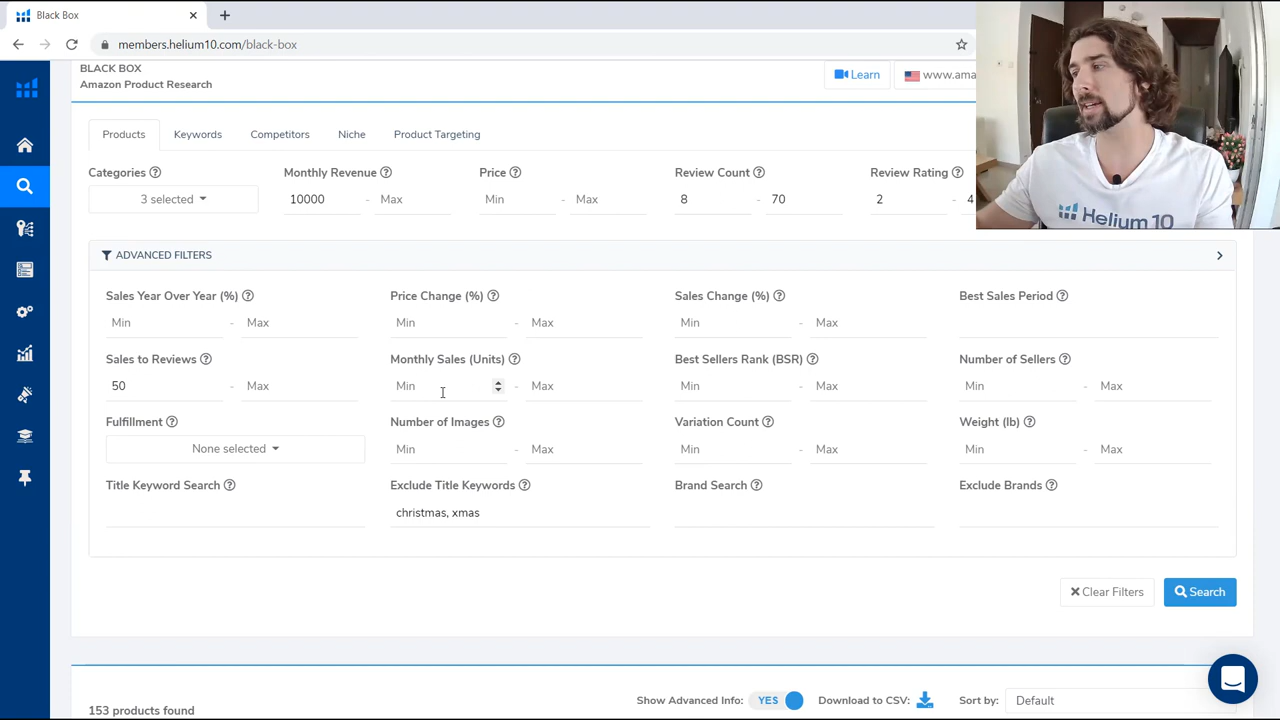 Black Box
members.helium10.com/black-box
BLACK BOX
Amazon Product Research
Learn
www.ama
Products Keywords Competitors Niche Product Targeting
Categories Monthly Revenue Price Review Count Review Rating
3 selected 10000 - Max Min - Max 8 - 70 2 - 4
ADVANCED FILTERS
Sales Year Over Year (%) Price Change (%) Sales Change (%) Best Sales Period
Min - Max Min - Max Min - Max
Sales to Reviews Monthly Sales (Units) Best Sellers Rank (BSR) Number of Sellers
50 - Max Min - Max Min - Max Min - Max
Fulfillment Number of Images Variation Count Weight (lb)
None selected Min - Max Min - Max Min - Max
Title Keyword Search Exclude Title Keywords Brand Search Exclude Brands
christmas, xmas
Clear Filters Search
153 products found Show Advanced Info: YES Download to CSV: Sort by: Default
Helium 10